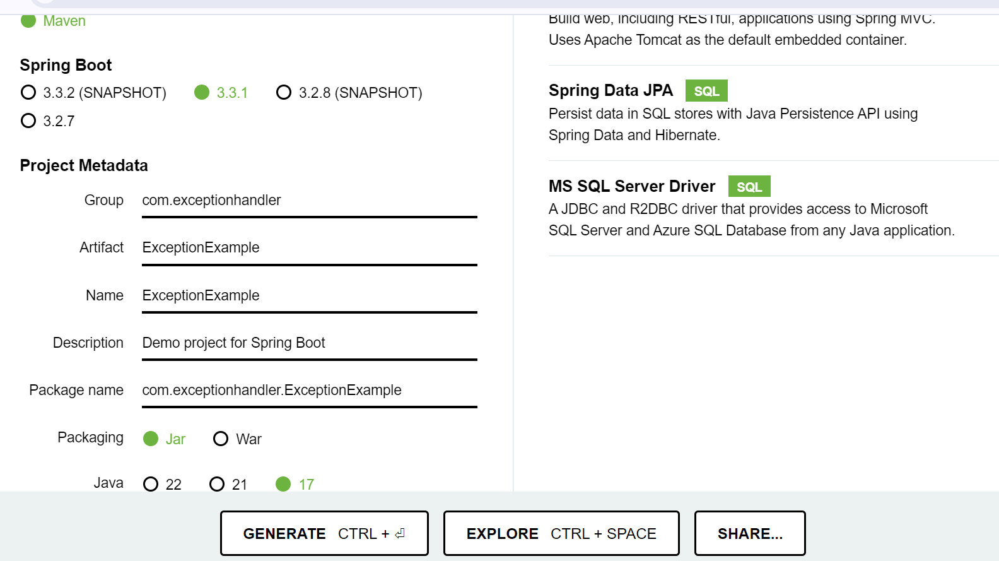 Maven
Spring Boot
3.3.2 (SNAPSHOT) 3.3.1 3.2.8 (SNAPSHOT)
3.2.7
Project Metadata
Group com.exceptionhandler
Artifact ExceptionExample
Name ExceptionExample
Description Demo project for Spring Boot
Package name com.exceptionhandler.ExceptionExample
Packaging Jar War
Java 22 21 17
Build web, including RESTful, applications using Spring MVC.
Uses Apache Tomcat as the default embedded container.
Spring Data JPA SQL
Persist data in SQL stores with Java Persistence API using
Spring Data and Hibernate.
MS SQL Server Driver SQL
A JDBC and R2DBC driver that provides access to Microsoft
SQL Server and Azure SQL Database from any Java application.
GENERATE CTRL + ⏎ EXPLORE CTRL + SPACE SHARE...